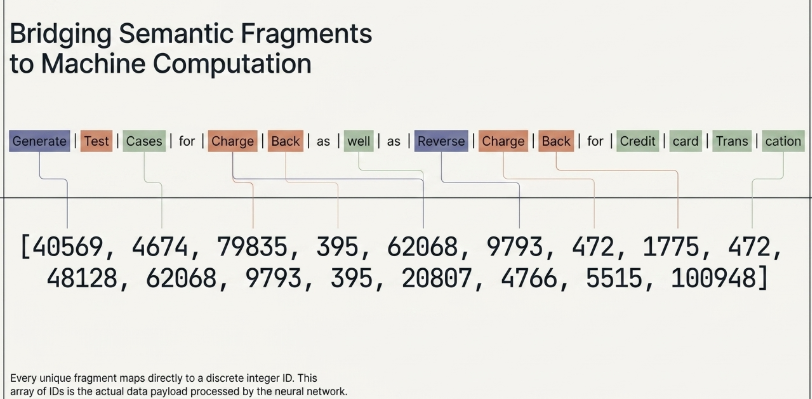 Bridging Semantic Fragments
to Machine Computation
Generate | Test | Cases | for | Charge | Back | as | well | as | Reverse | Charge | Back | for | Credit | card | Trans | cation
[40569, 4674, 79835, 395, 62068, 9793, 472, 1775, 472,
48128, 62068, 9793, 395, 20807, 4766, 5515, 100948]
Every unique fragment maps directly to a discrete integer ID. This
array of IDs is the actual data payload processed by the neural network.